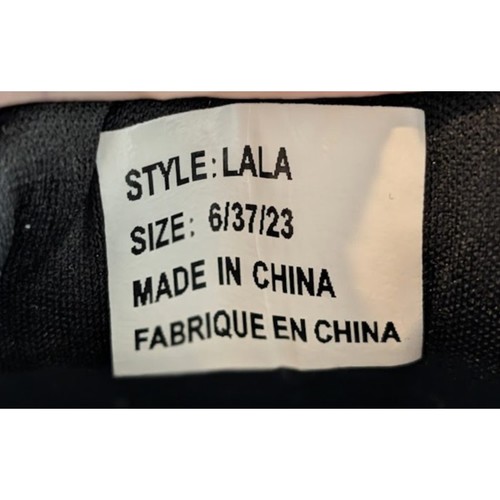 STYLE: LALA
SIZE: 6/37/23
MADE IN CHINA
FABRIQUE EN CHINA